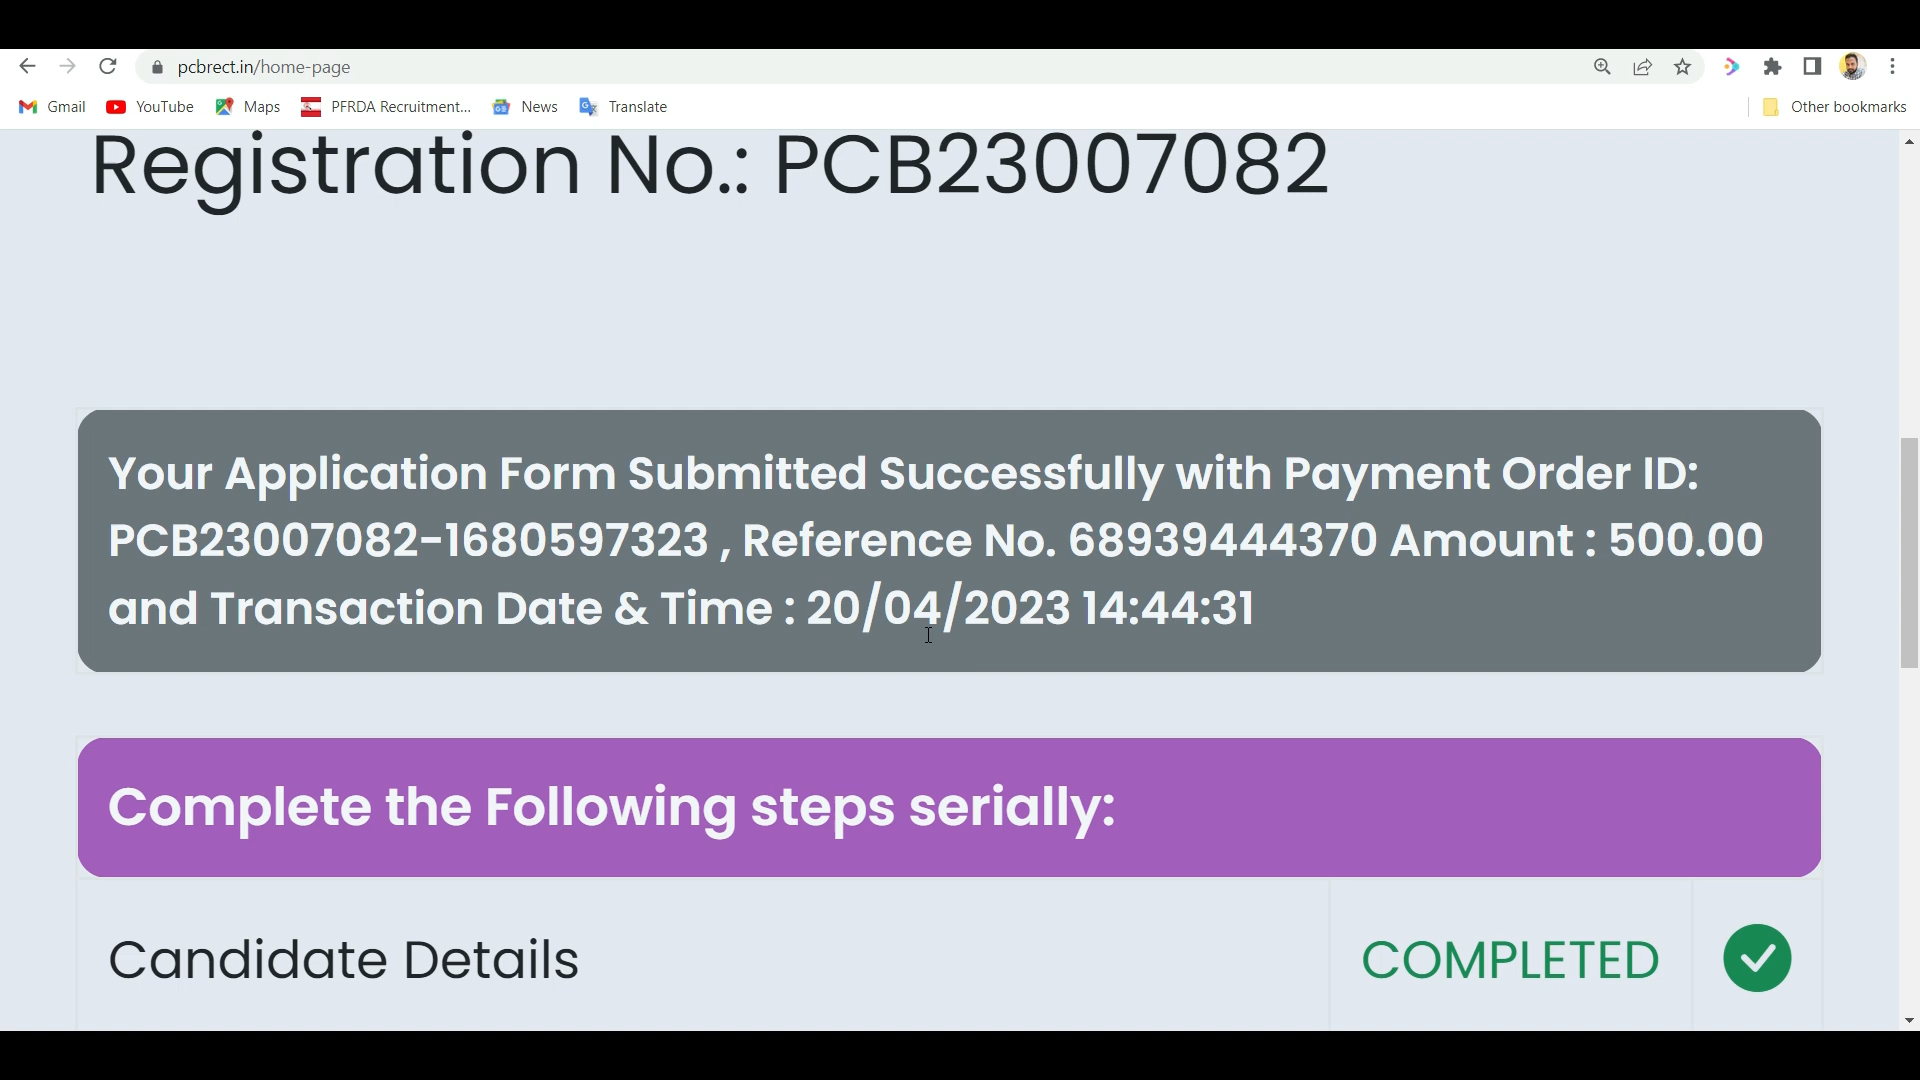 pcbrect.in/home-page
Gmail YouTube Maps PFRDA Recruitment... News Translate Other bookmarks
Registration No.: PCB23007082
Your Application Form Submitted Successfully with Payment Order ID:
PCB23007082-1680597323 , Reference No. 68939444370 Amount : 500.00
and Transaction Date & Time : 20/04/2023 14:44:31
Complete the Following steps serially:
Candidate Details COMPLETED